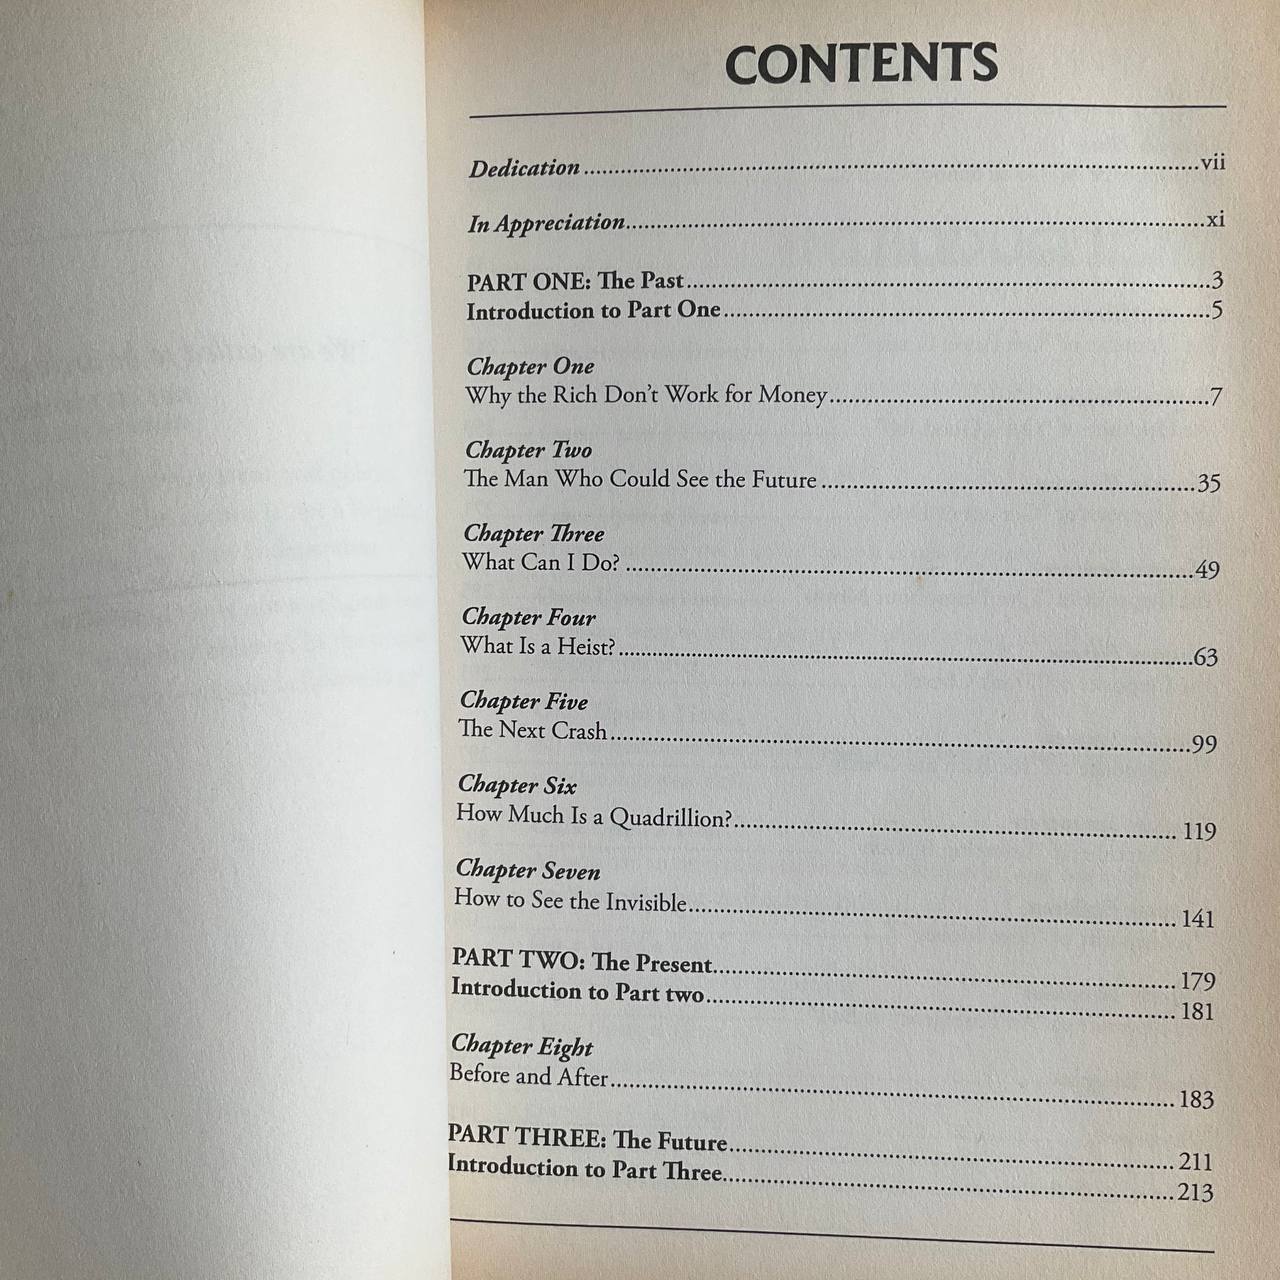 CONTENTS
Dedication....................vii
In Appreciation....................xi
PART ONE: The Past....................3
Introduction to Part One....................5
Chapter One
Why the Rich Don't Work for Money....................7
Chapter Two
The Man Who Could See the Future....................35
Chapter Three
What Can I Do?....................49
Chapter Four
What Is a Heist?....................63
Chapter Five
The Next Crash....................99
Chapter Six
How Much Is a Quadrillion?....................119
Chapter Seven
How to See the Invisible....................141
PART TWO: The Present....................179
Introduction to Part two....................181
Chapter Eight
Before and After....................183
PART THREE: The Future....................211
Introduction to Part Three....................213